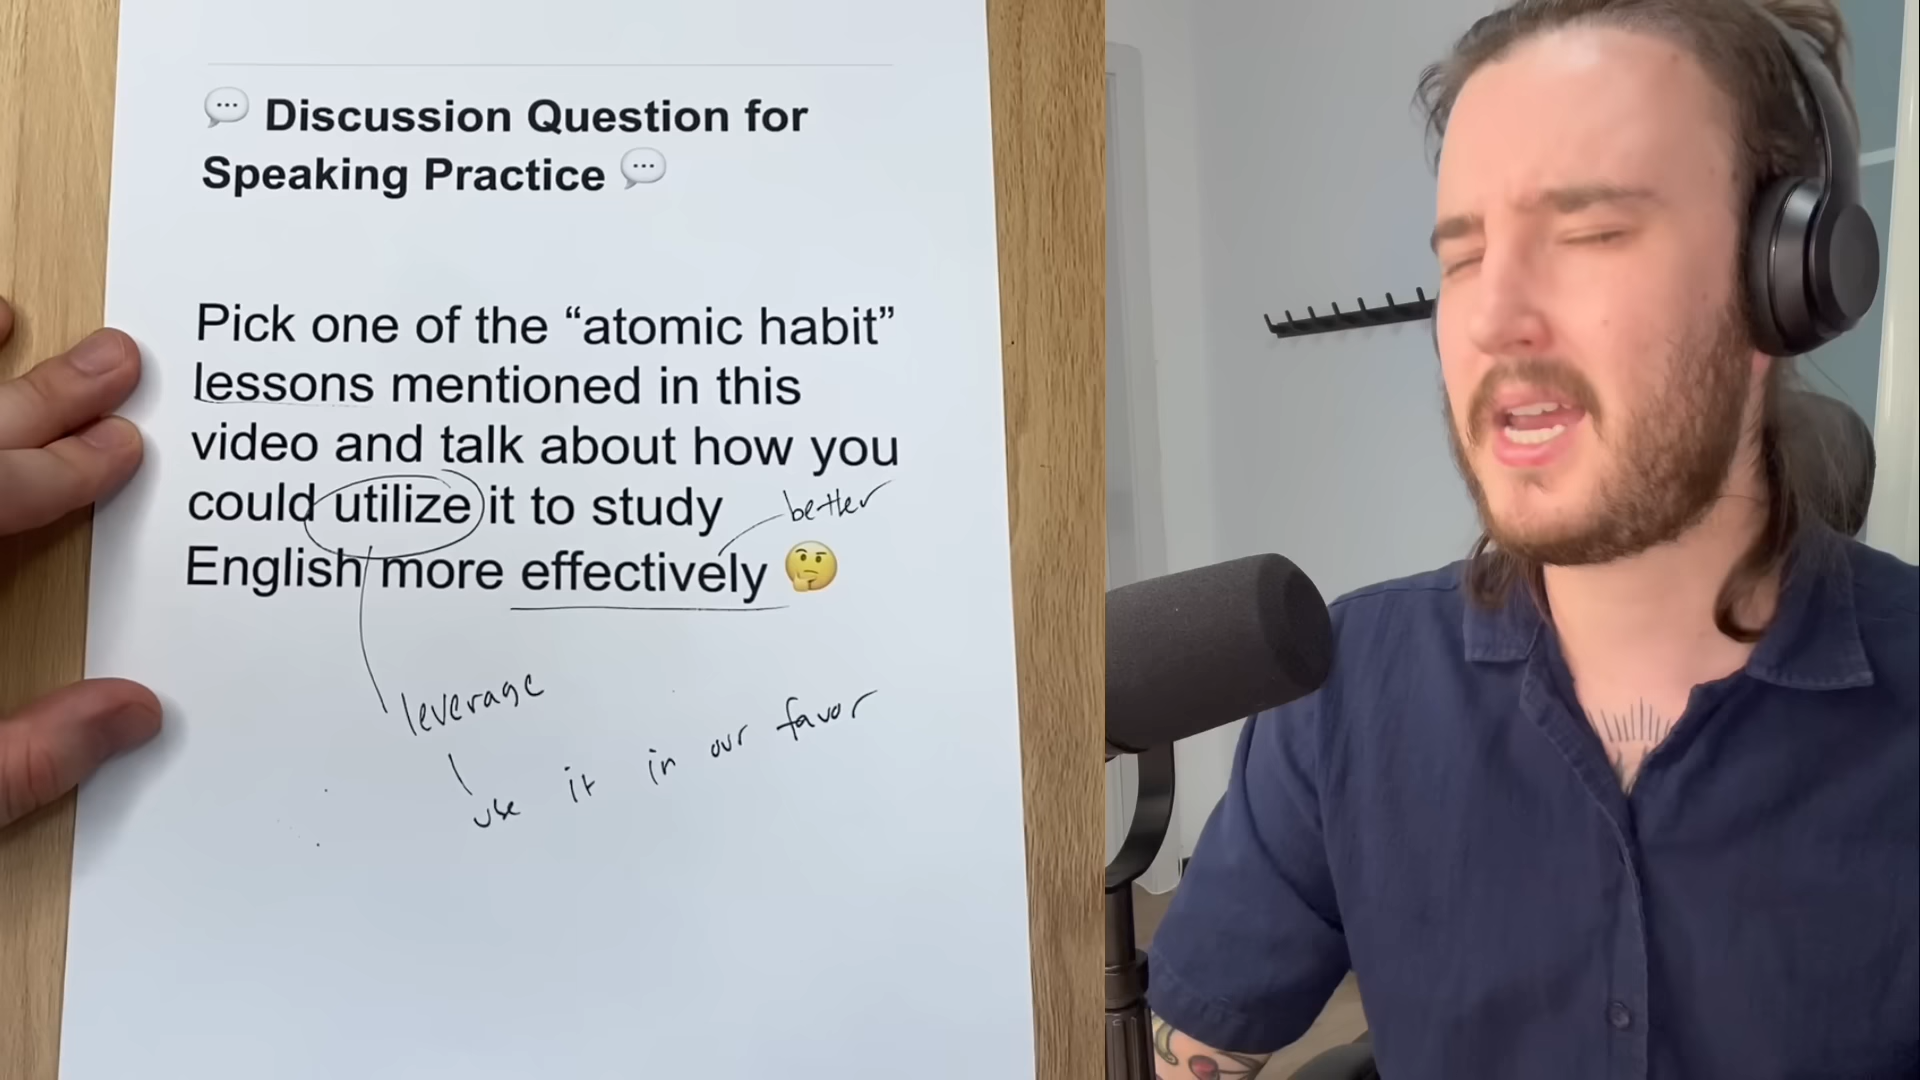 Discussion Question for
Speaking Practice
Pick one of the “atomic habit”
lessons mentioned in this
video and talk about how you
could utilize it to study
better
English more effectively
leverage
use it in our favor